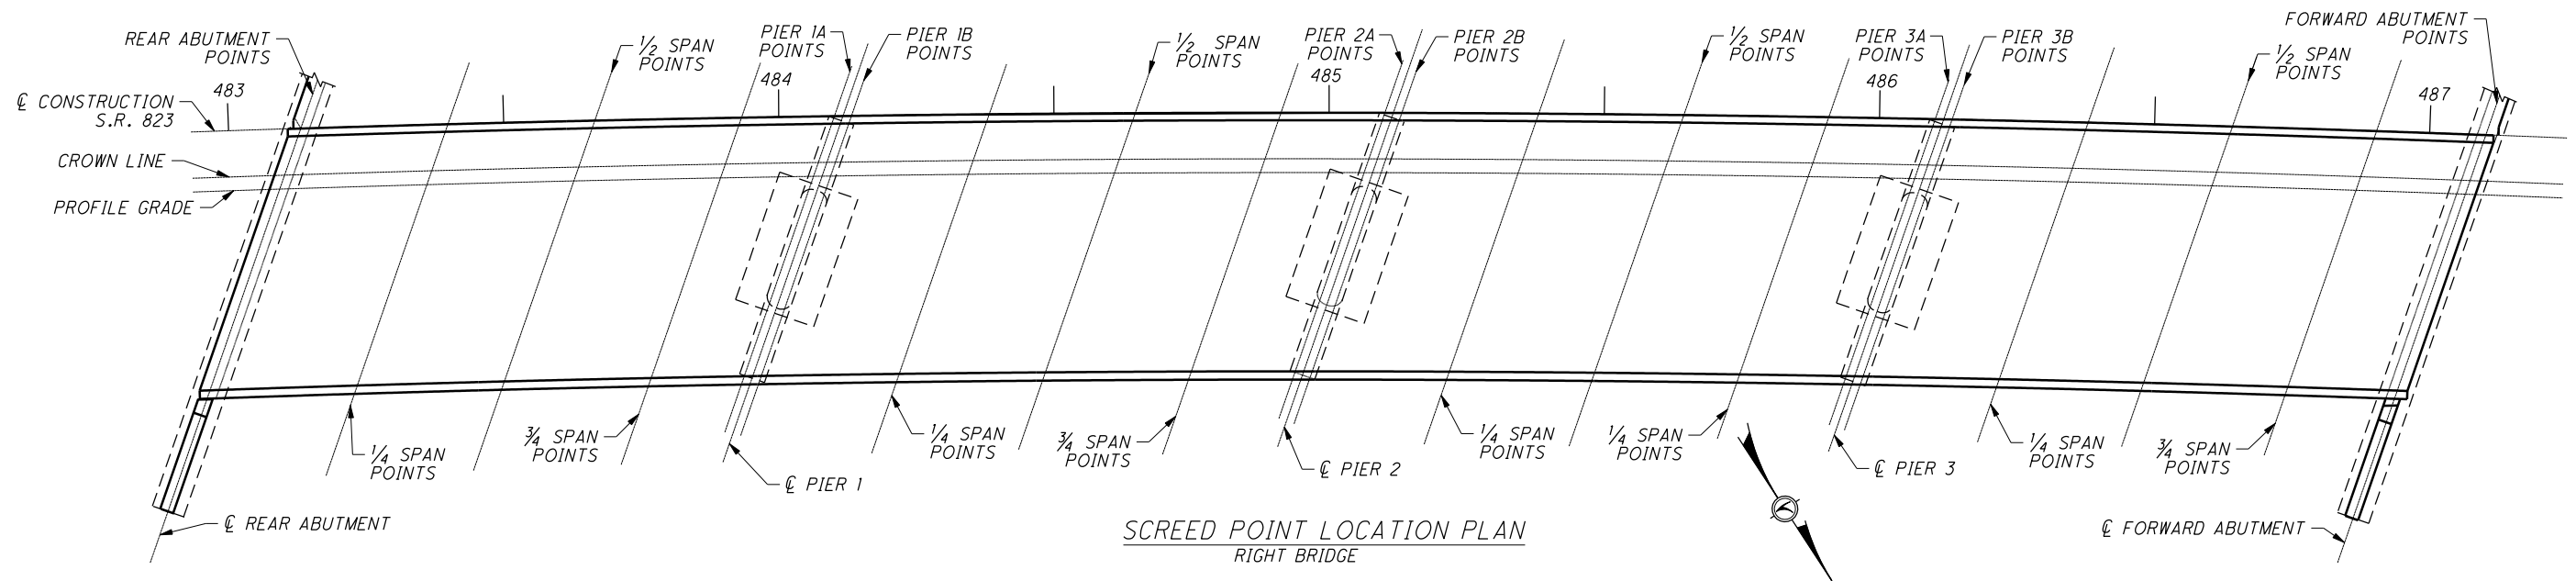 REAR ABUTMENT
POINTS
½ SPAN
POINTS
PIER 1A
POINTS
PIER 1B
POINTS
½ SPAN
POINTS
PIER 2A
POINTS
PIER 2B
POINTS
½ SPAN
POINTS
PIER 3A
POINTS
PIER 3B
POINTS
½ SPAN
POINTS
FORWARD ABUTMENT
POINTS
483
484
485
486
487
℄ CONSTRUCTION
S.R. 823
CROWN LINE
PROFILE GRADE
¼ SPAN
POINTS
¾ SPAN
POINTS
¼ SPAN
POINTS
¾ SPAN
POINTS
¼ SPAN
POINTS
¼ SPAN
POINTS
¼ SPAN
POINTS
¾ SPAN
POINTS
℄ REAR ABUTMENT
℄ PIER 1
℄ PIER 2
℄ PIER 3
℄ FORWARD ABUTMENT
SCREED POINT LOCATION PLAN
RIGHT BRIDGE